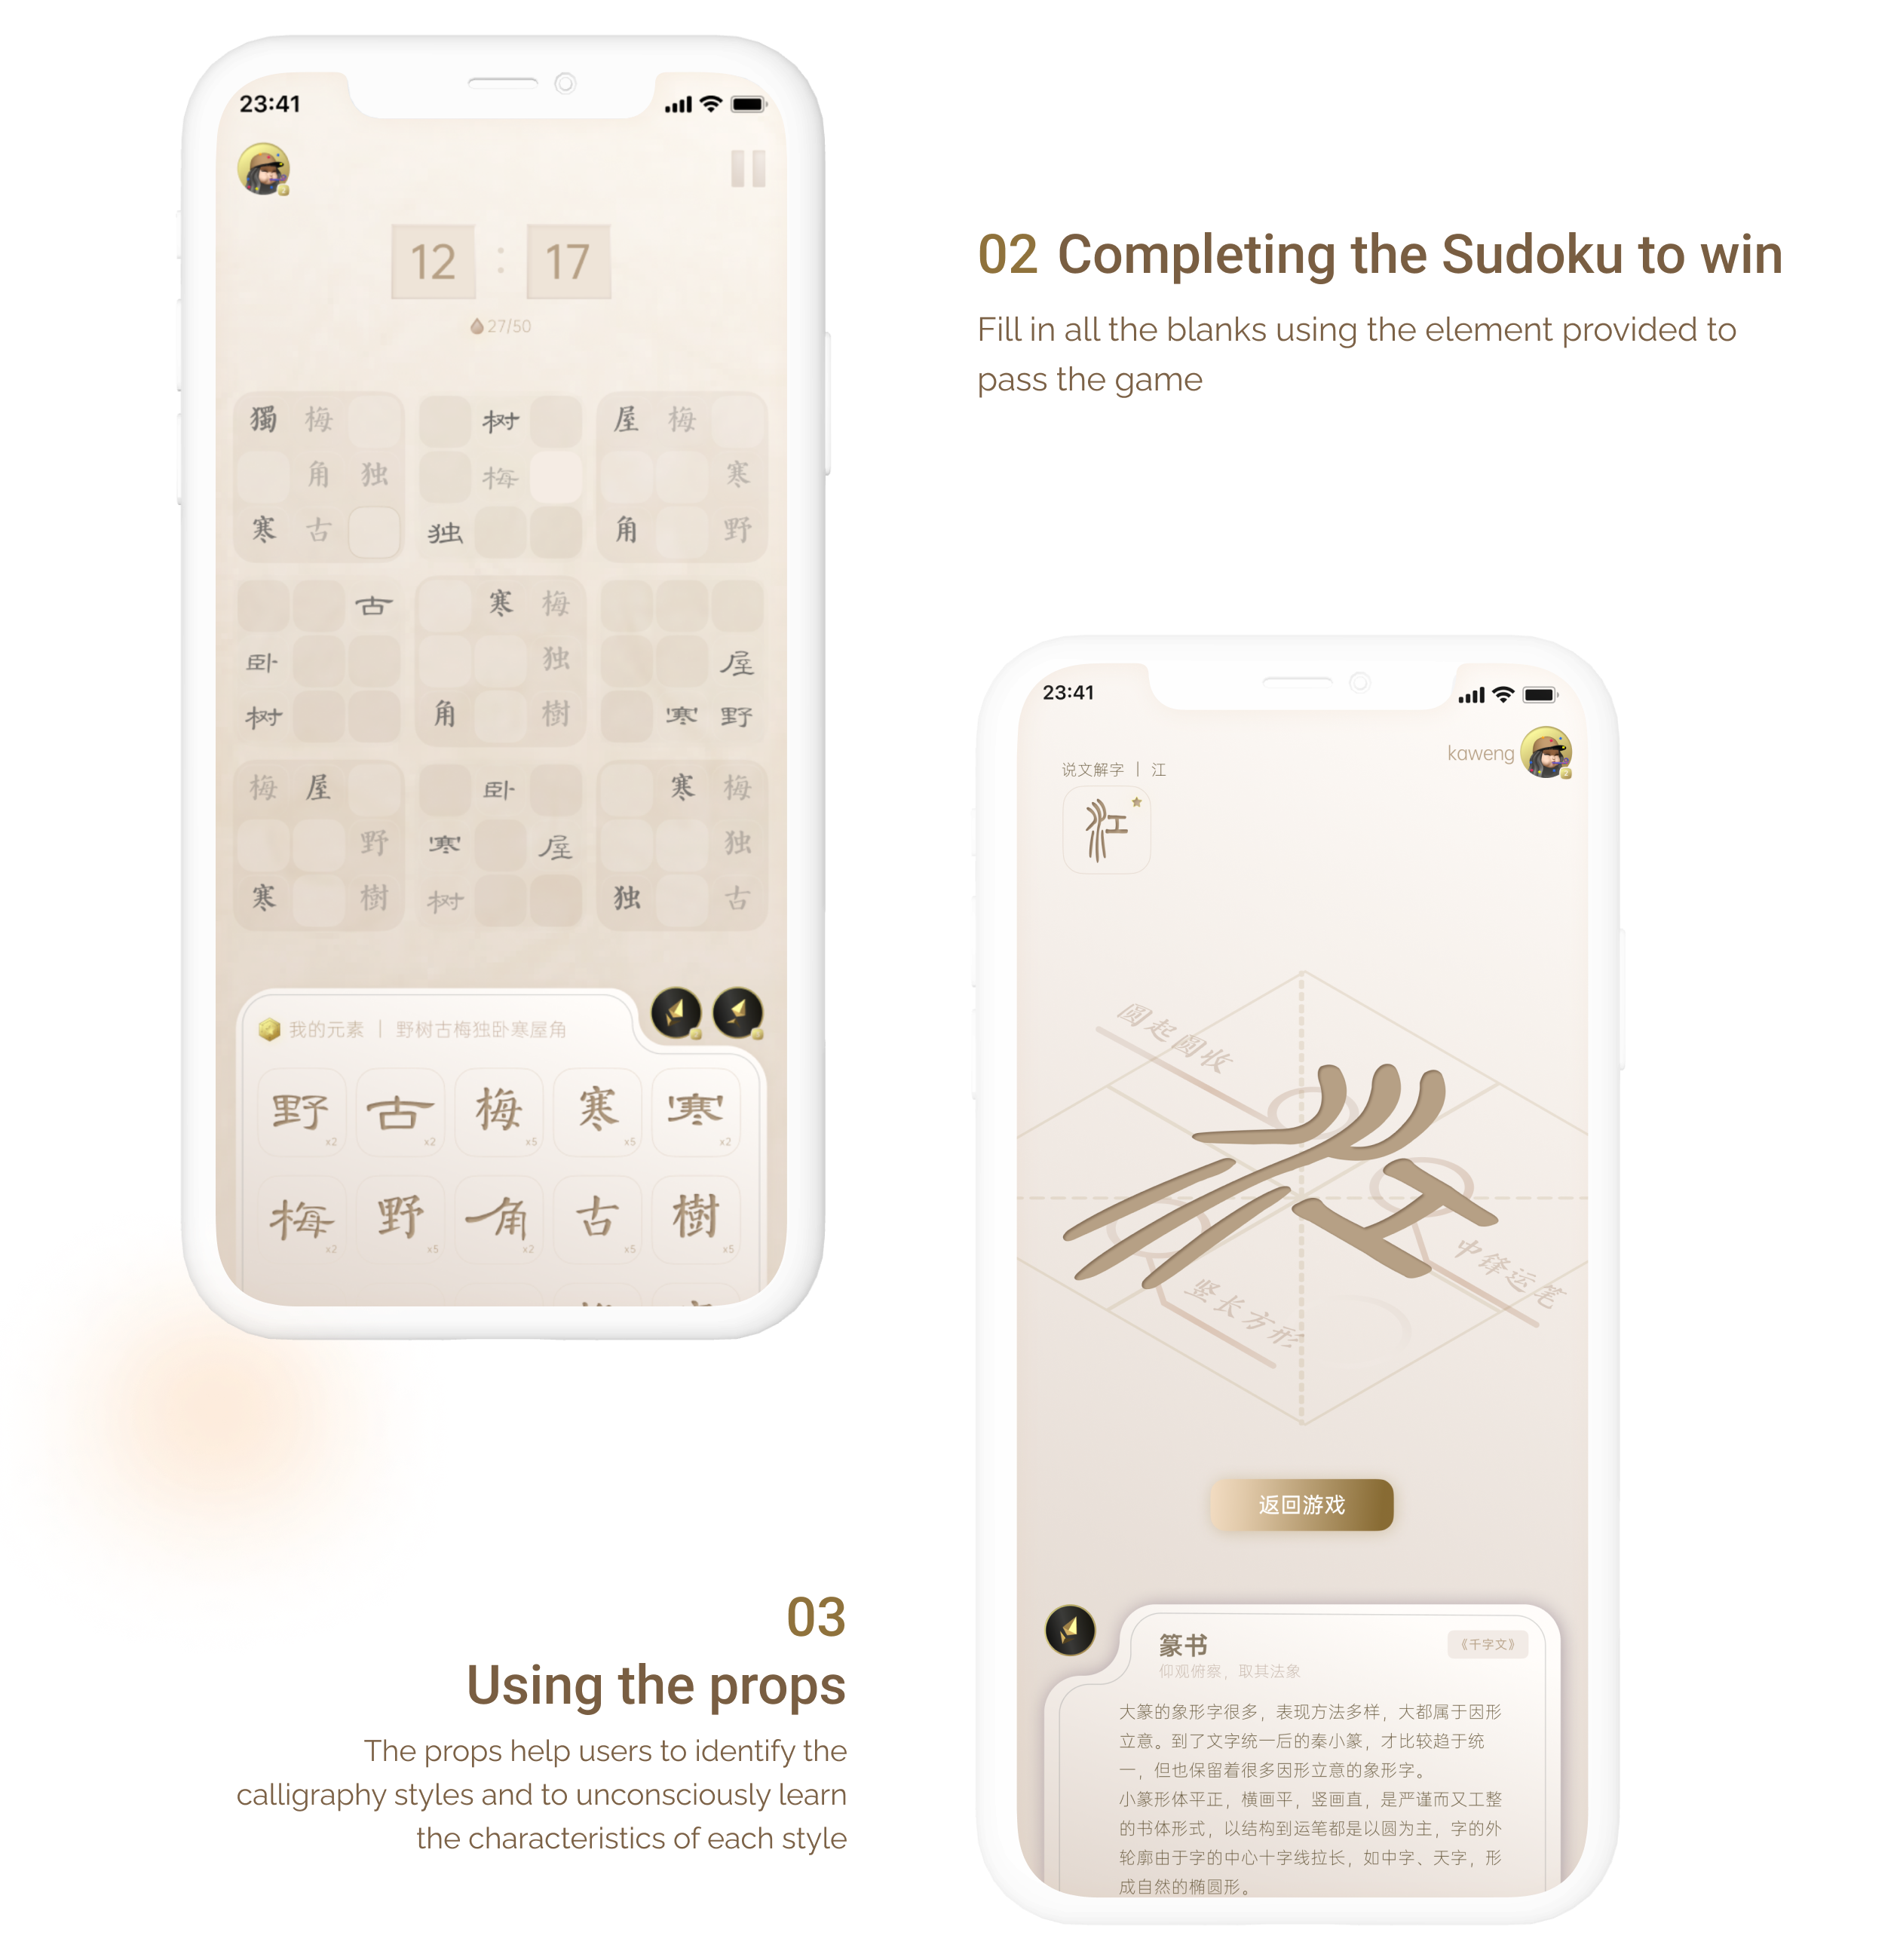 23:41
12 : 17
27/50
獨 梅 树 屋 梅
角 独 梅 寒
寒 古 独 角 野
古 寒 梅
卧 独 屋
树 角 樹 寒 野
梅 屋 卧 寒 梅
野 寒 屋 独
寒 樹 树 独 古
我的元素 | 野树古梅独卧寒屋角
野 x2 古 x2 梅 x5 寒 x5 寒 x2
梅 x2 野 x5 角 x2 古 x5 樹 x5
02 Completing the Sudoku to win
Fill in all the blanks using the element provided to
pass the game
23:41
kaweng
说文解字 | 江
江
圆起圆收
江
中锋运笔
竖长方形
返回游戏
篆书
《千字文》
仰观俯察，取其法象
大篆的象形字很多，表现方法多样，大都属于因形
立意。到了文字统一后的秦小篆，才比较趋于统
一，但也保留着很多因形立意的象形字。
小篆形体平正，横画平，竖画直，是严谨而又工整
的书体形式，以结构到运笔都是以圆为主，字的外
轮廓由于字的中心十字线拉长，如中字、天字，形
成自然的椭圆形。
03
Using the props
The props help users to identify the
calligraphy styles and to unconsciously learn
the characteristics of each style